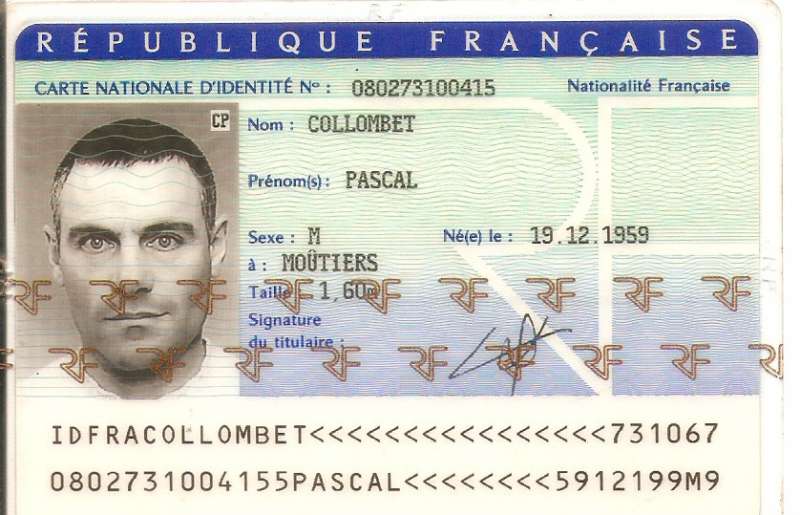 RÉPUBLIQUE FRANÇAISE
CARTE NATIONALE D'IDENTITÉ Nº : 080273100415 Nationalité Française
CP
Nom : COLLOMBET
Prénom(s) : PASCAL
Sexe : M Né(e) le : 19.12.1959
à : MOÛTIERS
Taille : 1,60m
RF RF RF RF RF RF RF RF RF
Signature
du titulaire :
RF RF RF RF RF RF RF RF RF
IDFRACOLLOMBET<<<<<<<<<<<<<<<<731067
0802731004155PASCAL<<<<<<<<5912199M9